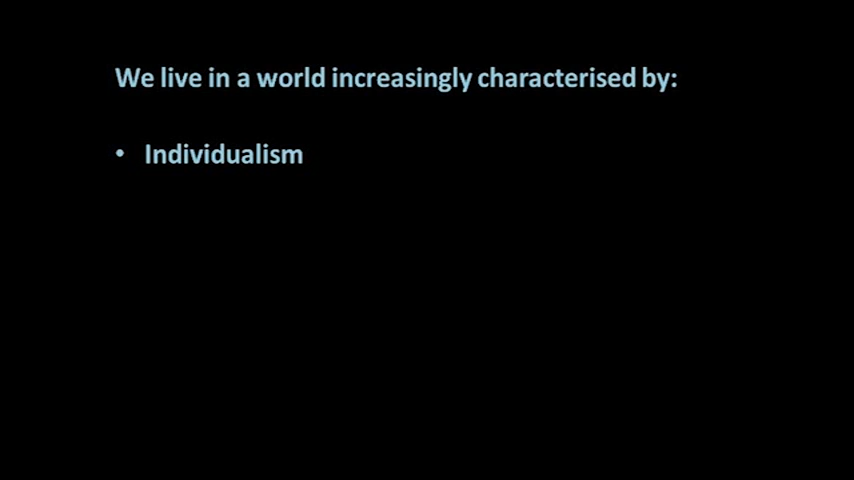 We live in a world increasingly characterised by:
• Individualism